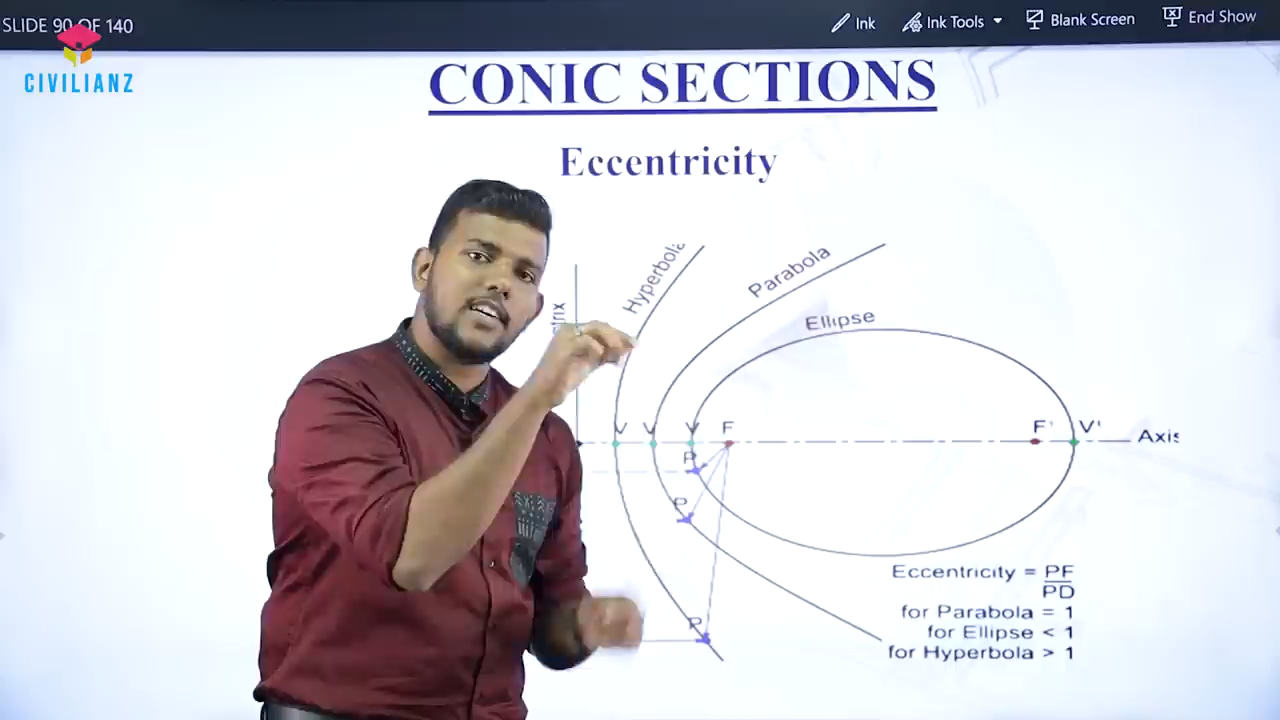 SLIDE 90 OF 140
Ink
Ink Tools
Blank Screen
End Show
CIVILIANZ
CONIC SECTIONS
Eccentricity
Hyperbola
Parabola
Ellipse
V V V F F' V' Axis
P
P
P
Eccentricity = PF
PD
for Parabola = 1
for Ellipse < 1
for Hyperbola > 1